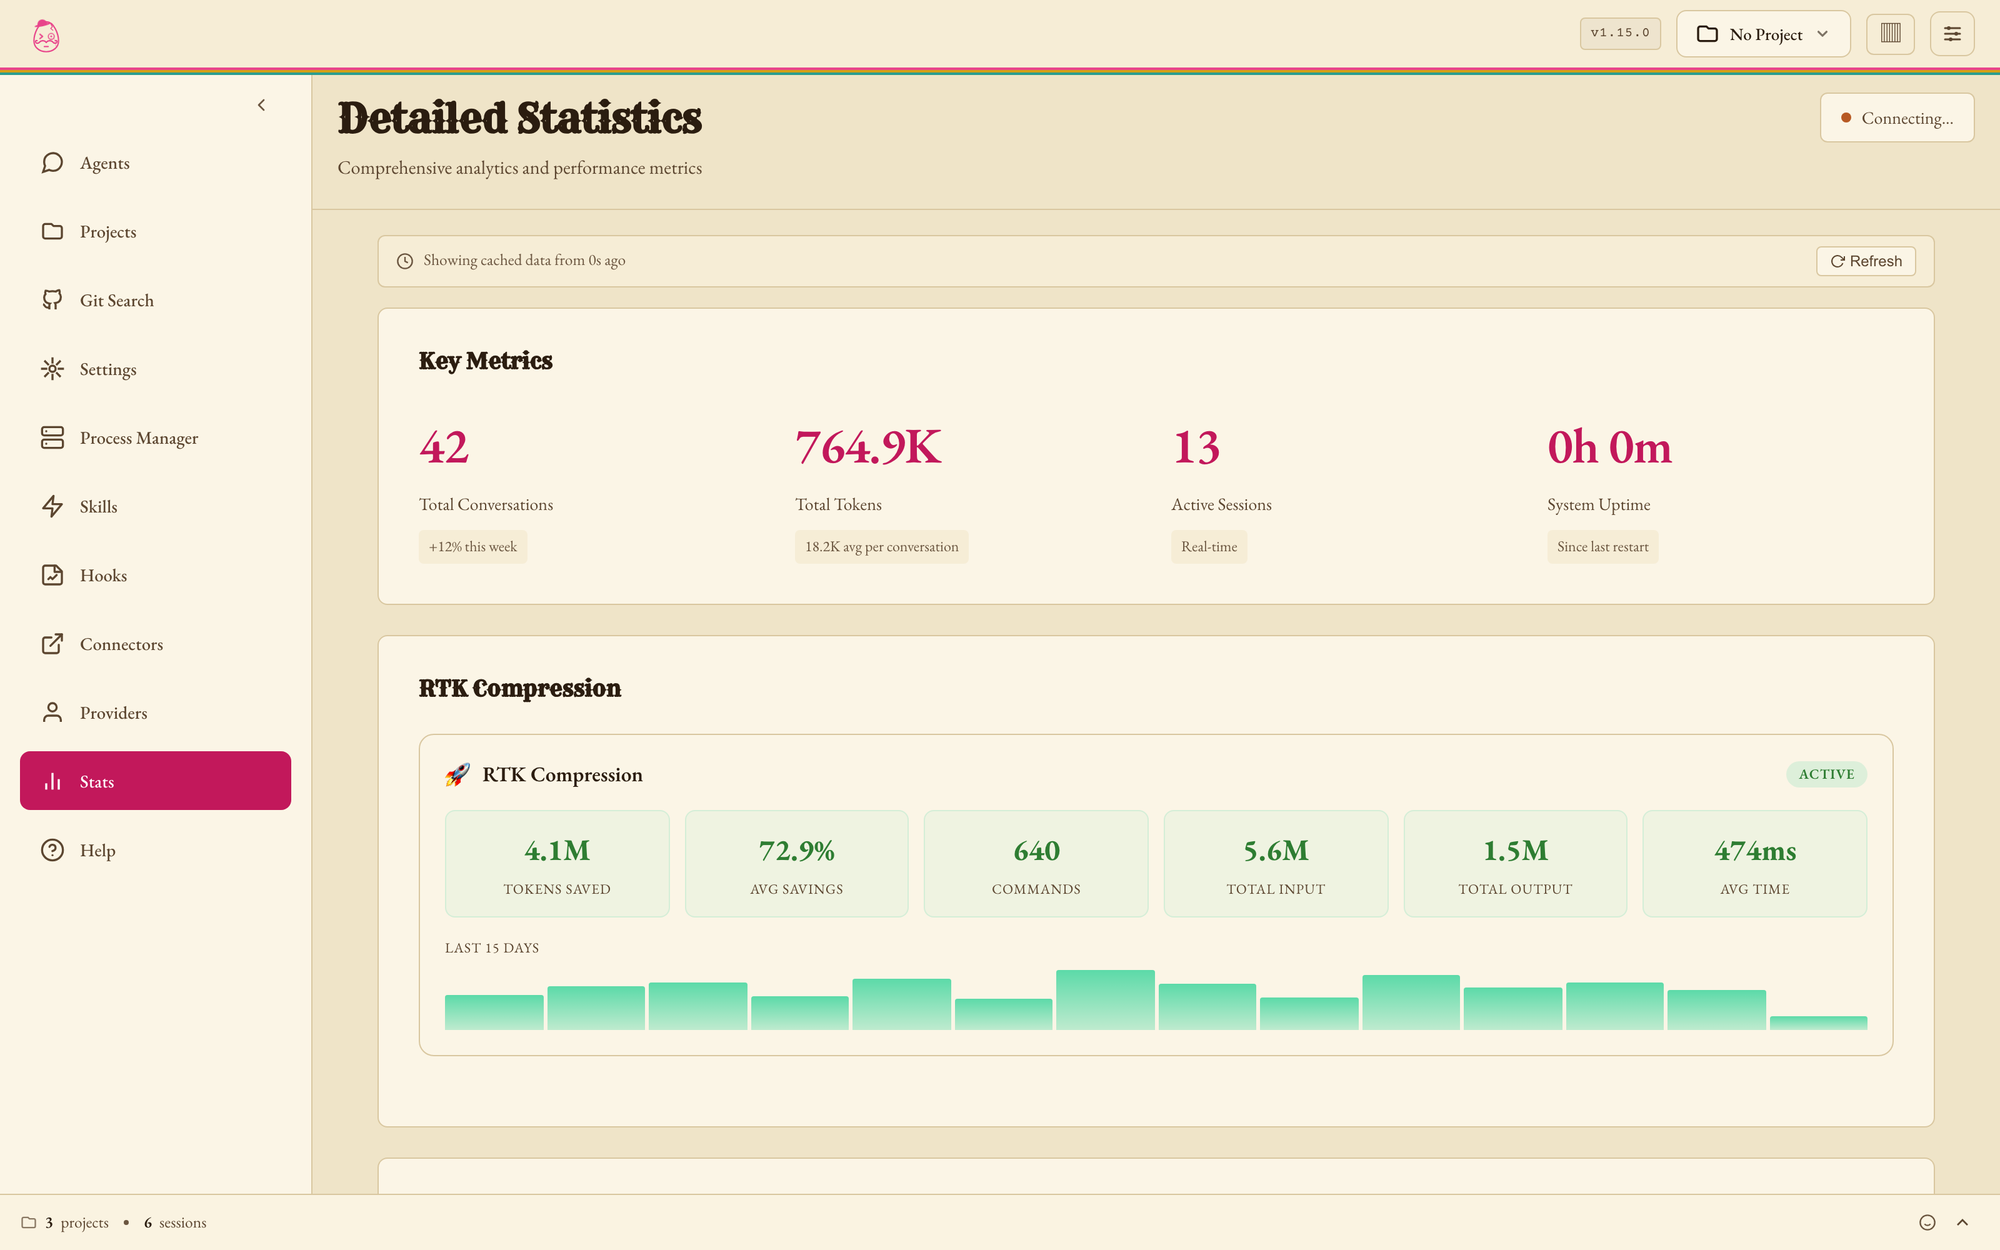 v1.15.0
No Project
Detailed Statistics
Connecting...
Comprehensive analytics and performance metrics
Agents
Projects
Git Search
Settings
Process Manager
Skills
Hooks
Connectors
Providers
Stats
Help
Showing cached data from 0s ago
Refresh
Key Metrics
42
764.9K
13
0h 0m
Total Conversations
Total Tokens
Active Sessions
System Uptime
+12% this week
18.2K avg per conversation
Real-time
Since last restart
RTK Compression
🚀 RTK Compression
ACTIVE
4.1M
72.9%
640
5.6M
1.5M
474ms
TOKENS SAVED
AVG SAVINGS
COMMANDS
TOTAL INPUT
TOTAL OUTPUT
AVG TIME
LAST 15 DAYS
3 projects • 6 sessions